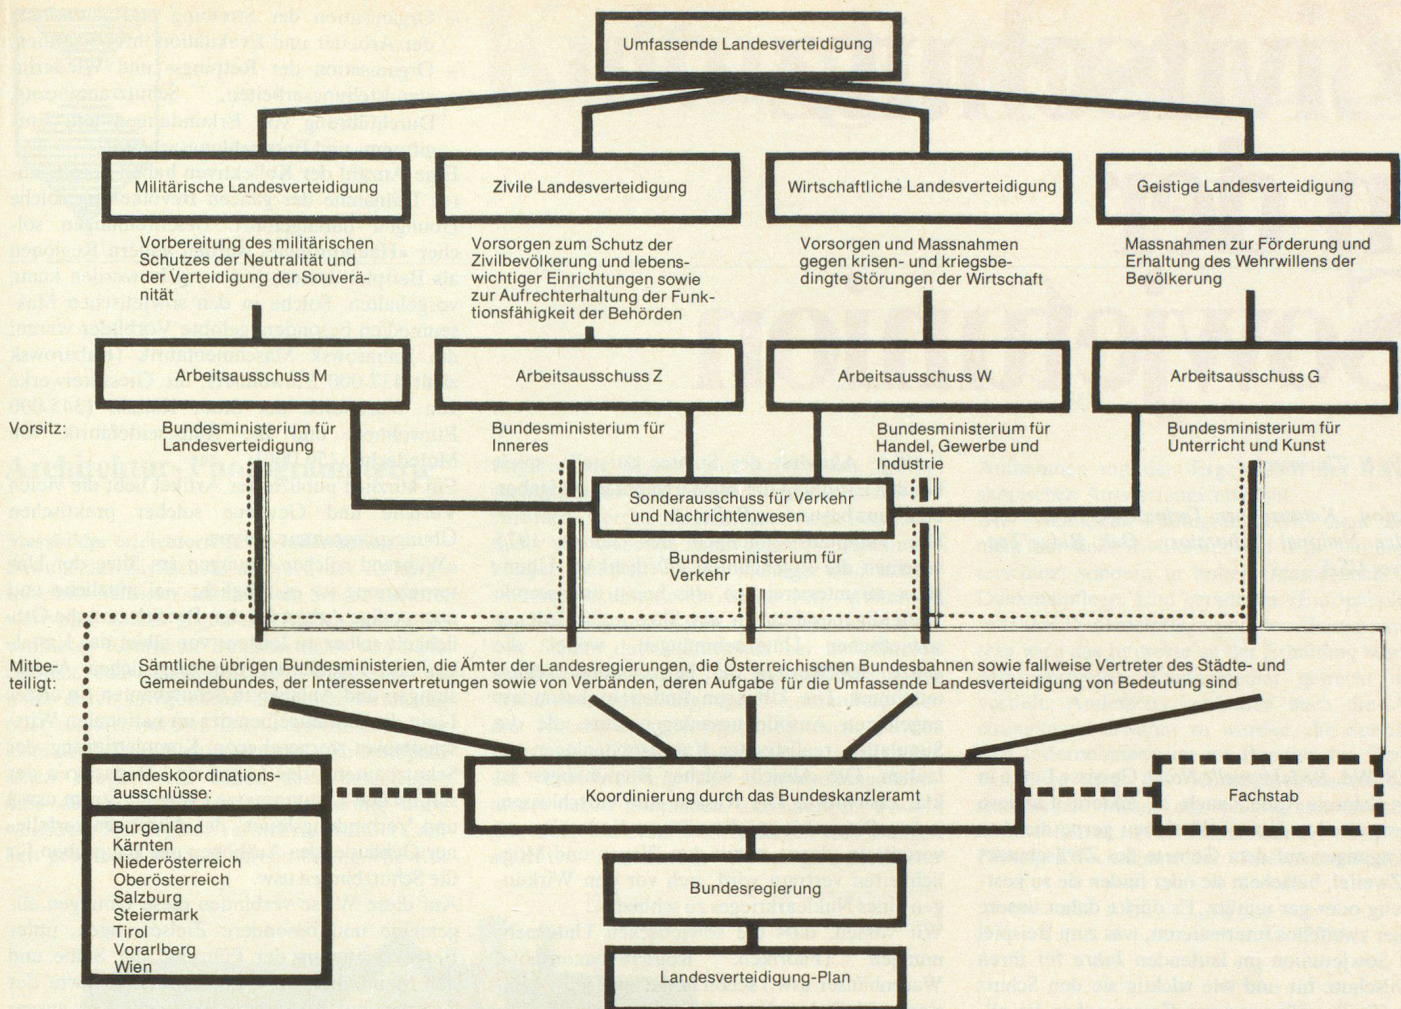 Umfassende Landesverteidigung
Militärische Landesverteidigung
Zivile Landesverteidigung
Wirtschaftliche Landesverteidigung
Geistige Landesverteidigung
Vorbereitung des militärischen
Schutzes der Neutralität und
der Verteidigung der Souverä-
nität
Vorsorgen zum Schutz der
Zivilbevölkerung und lebens-
wichtiger Einrichtungen sowie
zur Aufrechterhaltung der Funk-
tionsfähigkeit der Behörden
Vorsorgen und Massnahmen
gegen krisen- und kriegsbe-
dingte Störungen der Wirtschaft
Massnahmen zur Förderung und
Erhaltung des Wehrwillens der
Bevölkerung
Arbeitsausschuss M
Arbeitsausschuss Z
Arbeitsausschuss W
Arbeitsausschuss G
Vorsitz:
Bundesministerium für
Landesverteidigung
Bundesministerium für
Inneres
Bundesministerium für
Handel, Gewerbe und
Industrie
Bundesministerium für
Unterricht und Kunst
Sonderausschuss für Verkehr
und Nachrichtenwesen
Bundesministerium für
Verkehr
Mitbe-
teiligt:
Sämtliche übrigen Bundesministerien, die Ämter der Landesregierungen, die Österreichischen Bundesbahnen sowie fallweise Vertreter des Städte- und
Gemeindebundes, der Interessenvertretungen sowie von Verbänden, deren Aufgabe für die Umfassende Landesverteidigung von Bedeutung sind
Landeskoordinations-
ausschüsse:
Burgenland
Kärnten
Niederösterreich
Oberösterreich
Salzburg
Steiermark
Tirol
Vorarlberg
Wien
Koordinierung durch das Bundeskanzleramt
Fachstab
Bundesregierung
Landesverteidigung-Plan